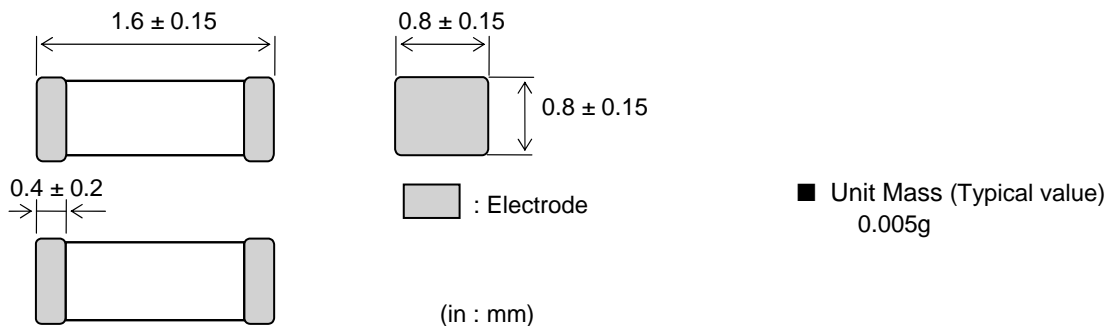 1.6 ± 0.15
0.8 ± 0.15
0.8 ± 0.15
0.4 ± 0.2
: Electrode
■ Unit Mass (Typical value)
0.005g
(in : mm)